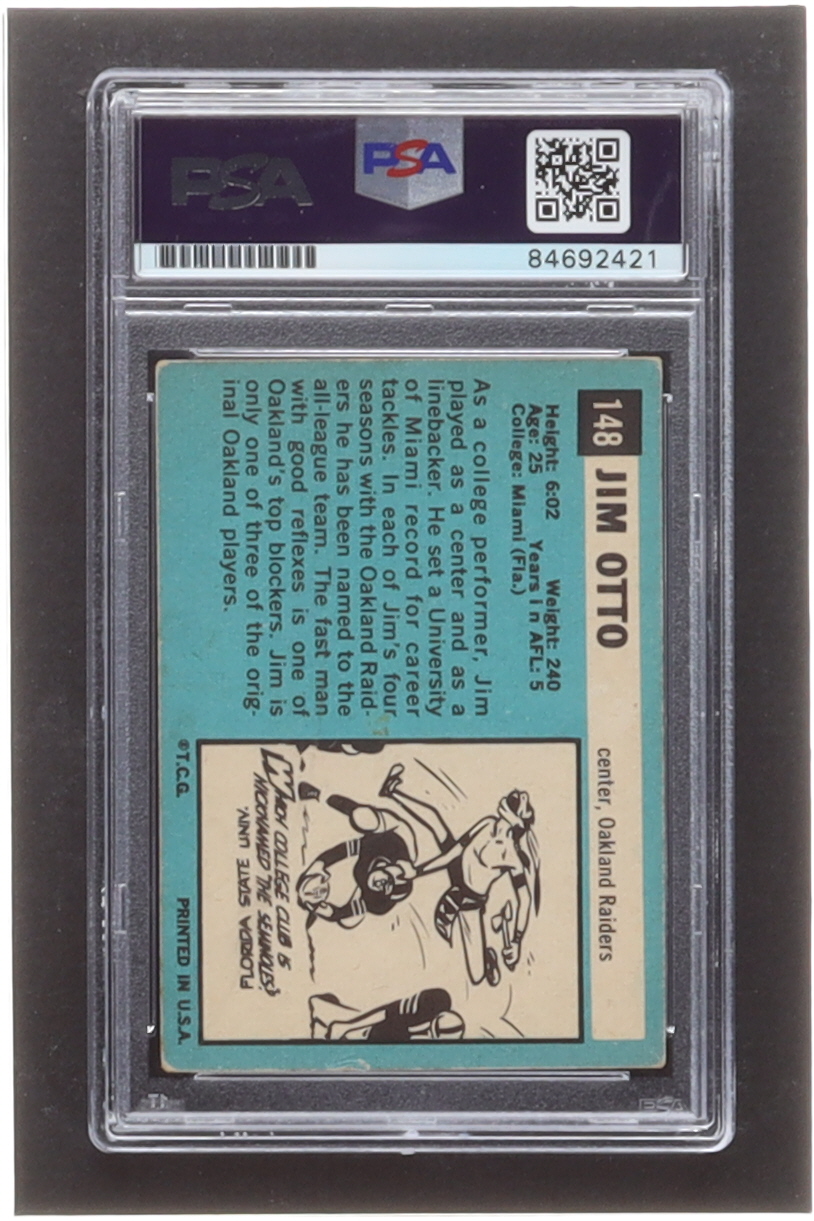 PSA
PSA
84692421
148 JIM OTTO center, Oakland Raiders
Height: 6:02 Weight: 240
Age: 25 Years in AFL: 5
College: Miami (Fla.)
As a college performer, Jim
played as a center and as a
linebacker. He set a University
of Miami record for career
tackles. In each of Jim's four
seasons with the Oakland Raid-
ers he has been named to the
all-league team. The fast man
with good reflexes is one of
Oakland's top blockers. Jim is
only one of three of the orig-
inal Oakland players.
WHICH COLLEGE CLUB IS
NICKNAMED THE SEMINOLES?
FLORIDA STATE UNIV.
©T.C.G. PRINTED IN U.S.A.
PSA